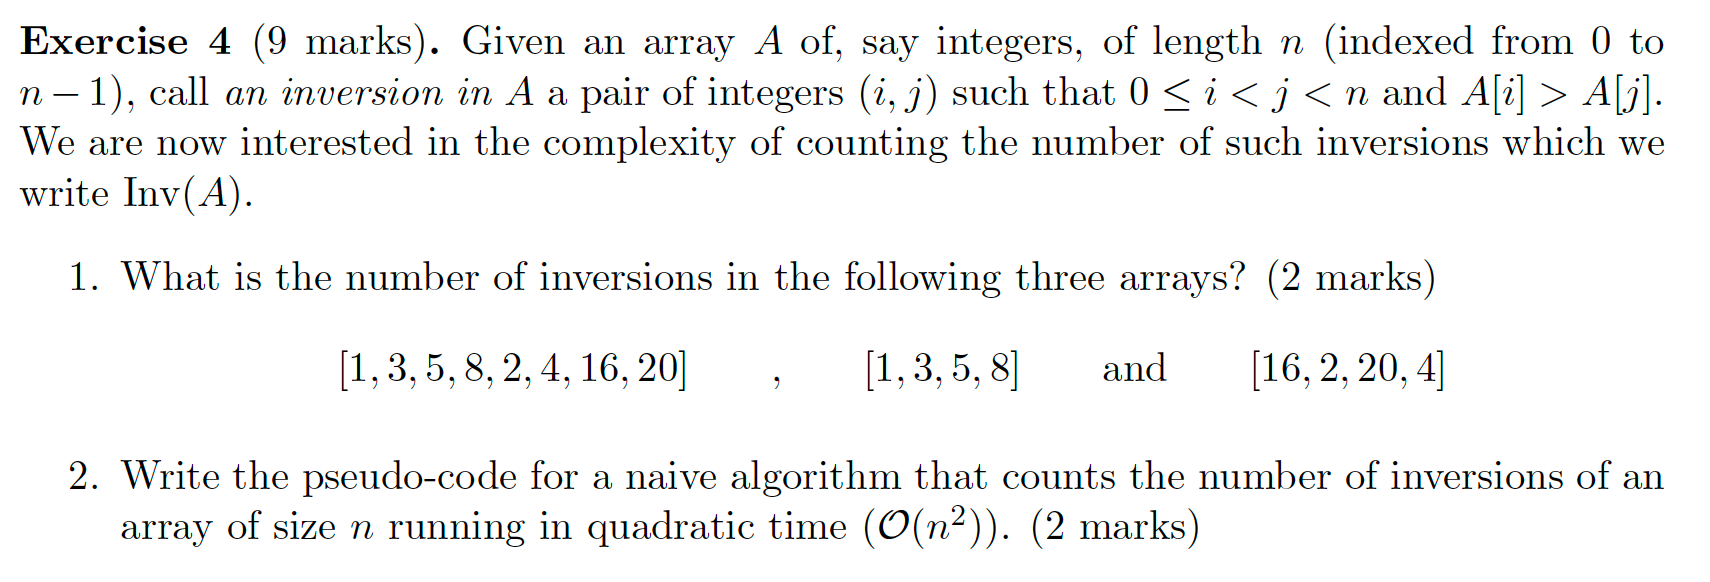 Exercise 4 (9 marks). Given an array A of, say integers, of length n (indexed from 0 to
n − 1), call an inversion in A a pair of integers (i, j) such that 0 ≤ i < j < n and A[i] > A[j].
We are now interested in the complexity of counting the number of such inversions which we
write Inv(A).
1. What is the number of inversions in the following three arrays? (2 marks)
[1, 3, 5, 8, 2, 4, 16, 20] , [1, 3, 5, 8] and [16, 2, 20, 4]
2. Write the pseudo-code for a naive algorithm that counts the number of inversions of an
array of size n running in quadratic time (𝒪(n²)). (2 marks)